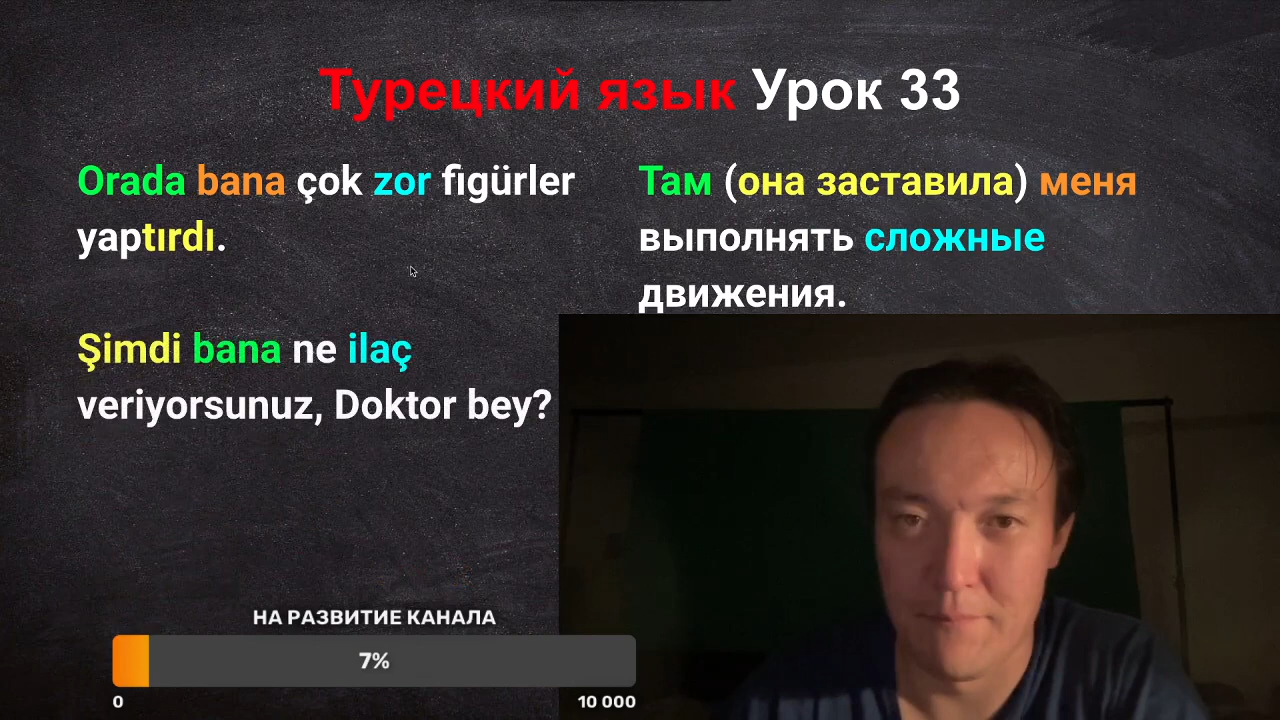 Турецкий язык Урок 33
Orada bana çok zor figürler
yaptırdı.
Там (она заставила) меня
выполнять сложные
движения.
Şimdi bana ne ilaç
veriyorsunuz, Doktor bey?
НА РАЗВИТИЕ КАНАЛА
7%
0
10 000